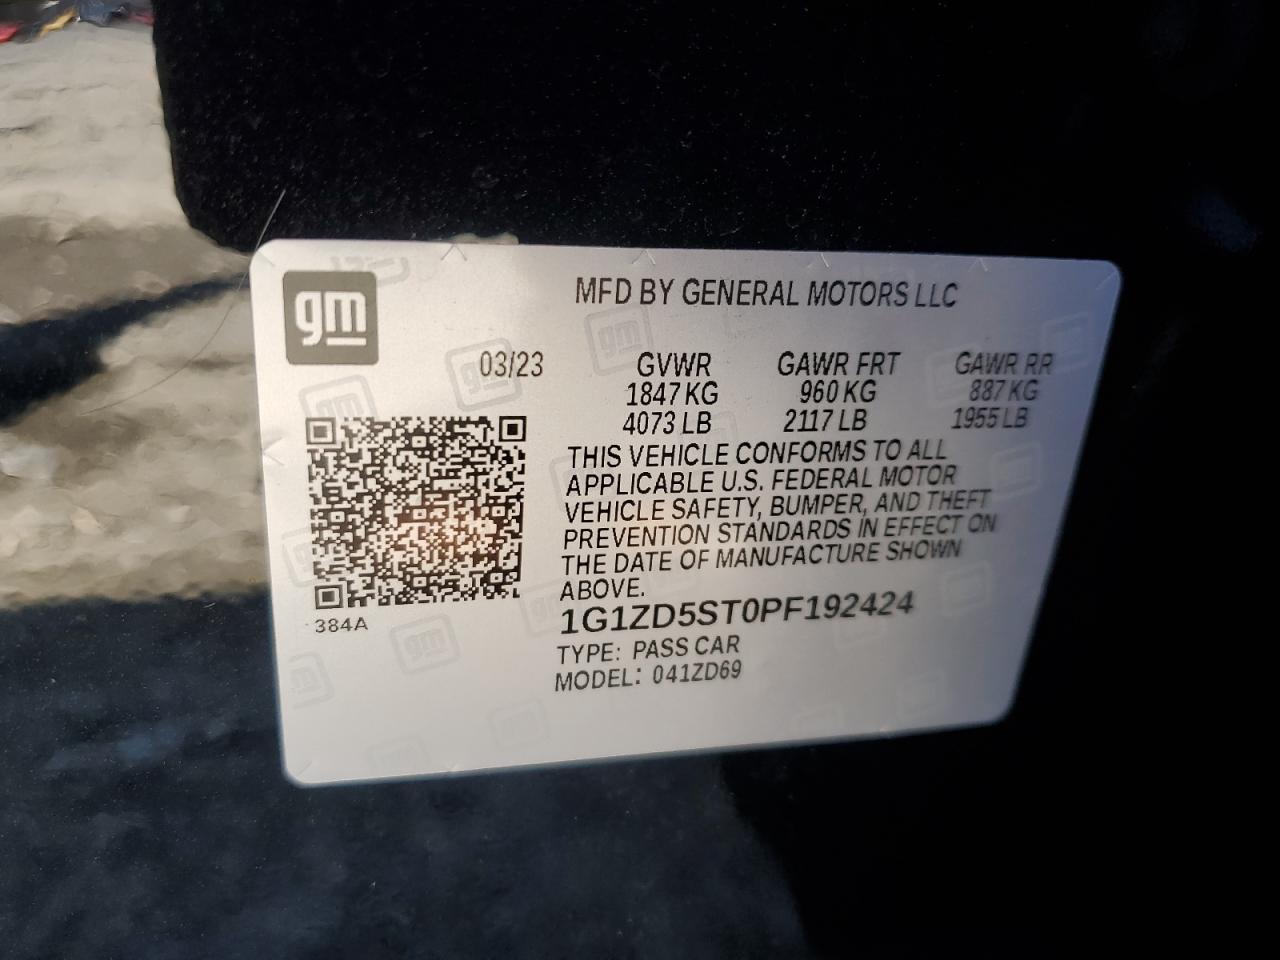 gm
MFD BY GENERAL MOTORS LLC
03/23 GVWR GAWR FRT GAWR RR
1847 KG 960 KG 887 KG
4073 LB 2117 LB 1955 LB
THIS VEHICLE CONFORMS TO ALL
APPLICABLE U.S. FEDERAL MOTOR
VEHICLE SAFETY, BUMPER, AND THEFT
PREVENTION STANDARDS IN EFFECT ON
THE DATE OF MANUFACTURE SHOWN
ABOVE.
384A
1G1ZD5ST0PF192424
TYPE: PASS CAR
MODEL: 041ZD69